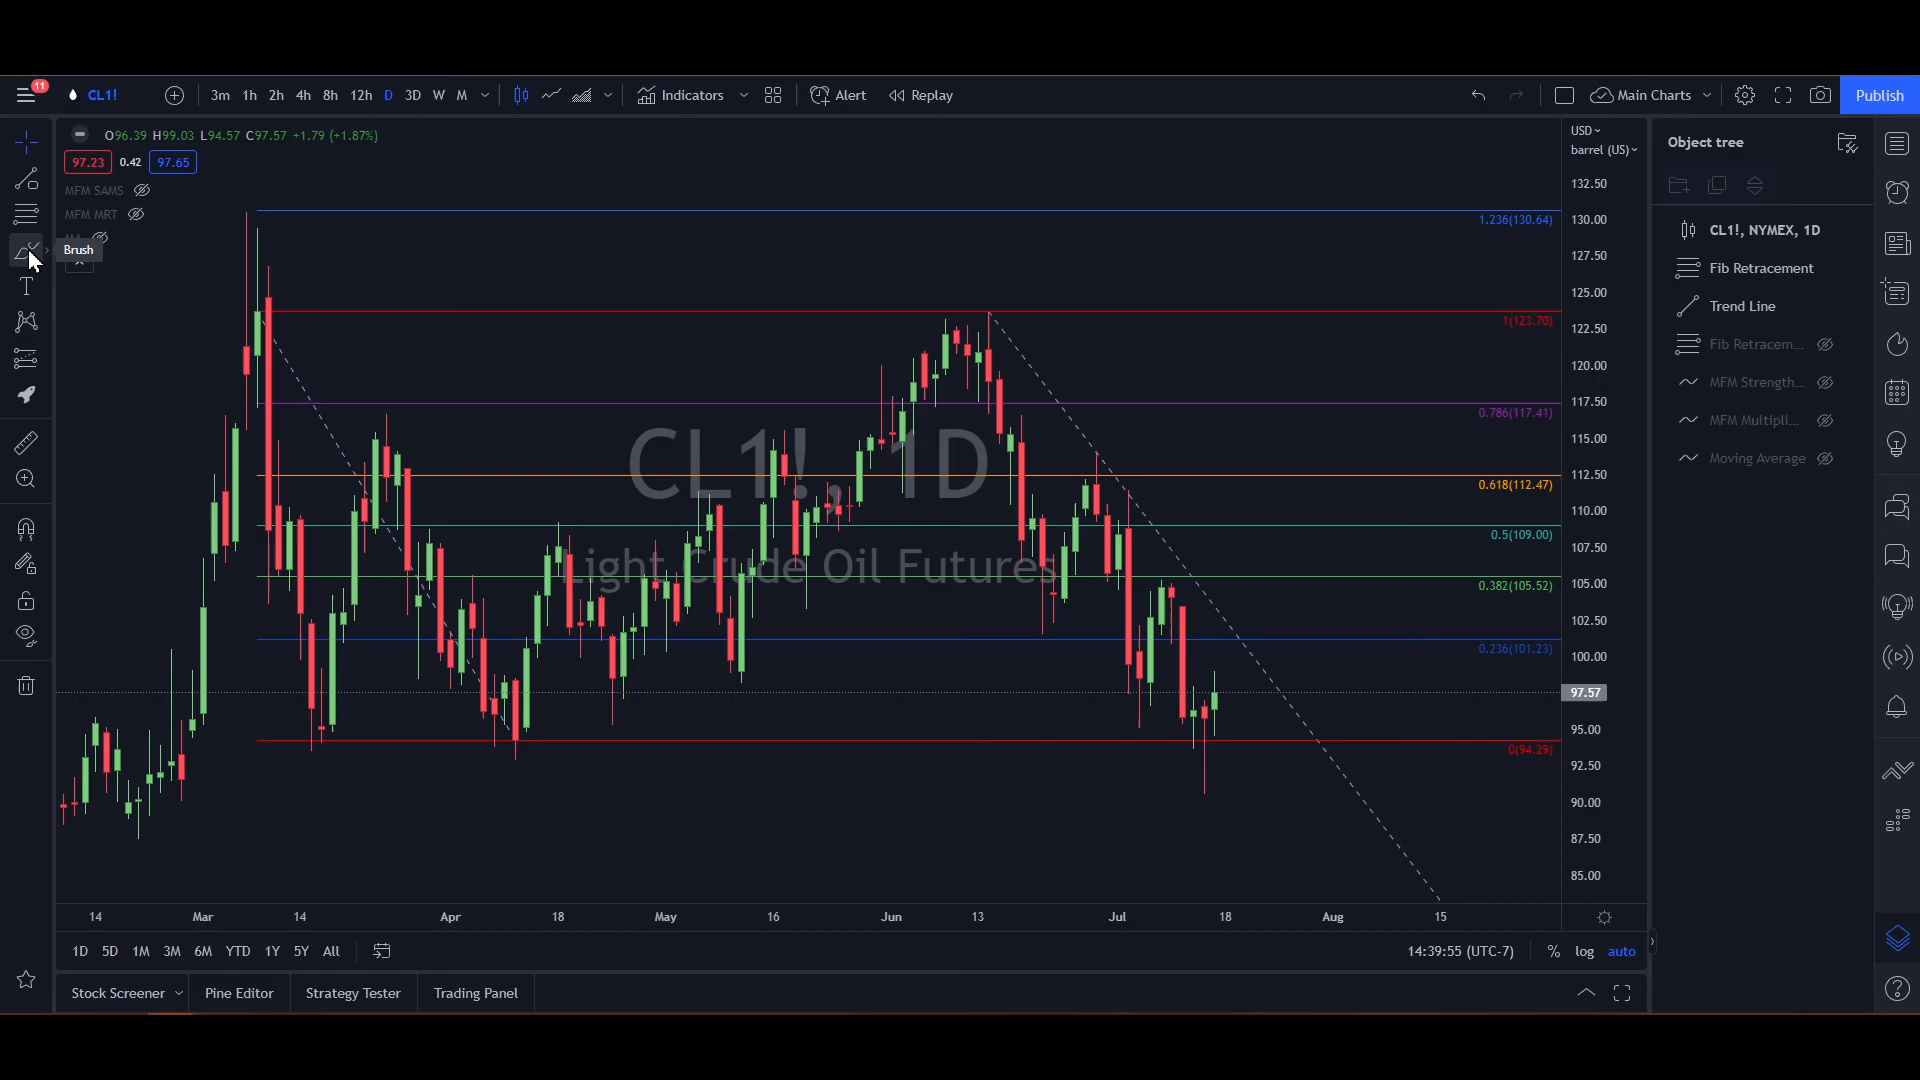 11
CL1!
3m 1h 2h 4h 8h 12h D 3D W M
Indicators
Alert
Replay
Main Charts
Publish
O96.39 H99.03 L94.57 C97.57 +1.79 (+1.87%)
97.23 0.42 97.65
MFM SAMS
MFM MRT
Brush
CL1!, 1D
Light Crude Oil Futures
1.236(130.64)
1(123.70)
0.786(117.41)
0.618(112.47)
0.5(109.00)
0.382(105.52)
0.236(101.23)
0(94.29)
USD
barrel (US)
132.50
130.00
127.50
125.00
122.50
120.00
117.50
115.00
112.50
110.00
107.50
105.00
102.50
100.00
97.57
95.00
92.50
90.00
87.50
85.00
14 Mar 14 Apr 18 May 16 Jun 13 Jul 18 Aug 15
1D 5D 1M 3M 6M YTD 1Y 5Y All
14:39:55 (UTC-7)
% log auto
Stock Screener
Pine Editor
Strategy Tester
Trading Panel
Object tree
CL1!, NYMEX, 1D
Fib Retracement
Trend Line
Fib Retracem...
MFM Strength...
MFM Multipli...
Moving Average